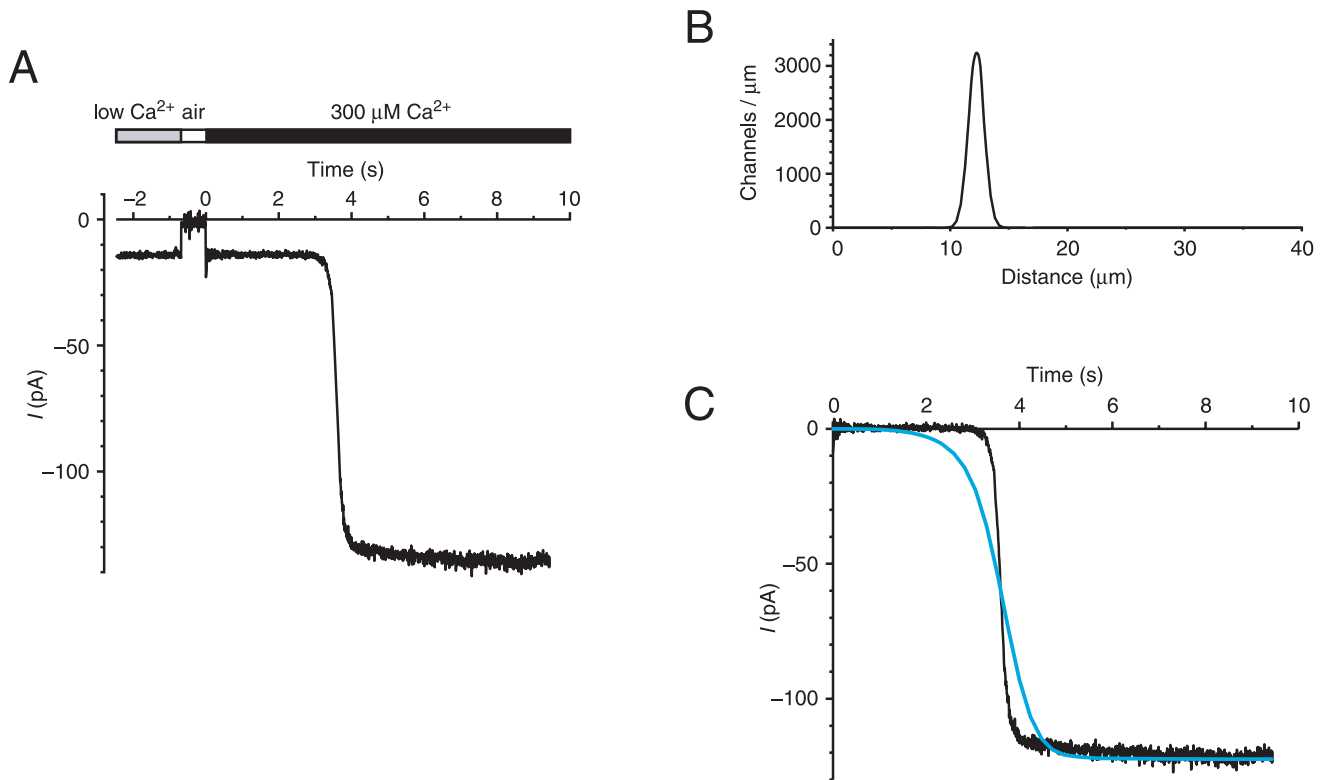 A
low Ca²⁺ air 300 μM Ca²⁺
Time (s)
−2 0 2 4 6 8 10
0
−50
−100
I (pA)
B
3000
2000
1000
0
Channels / μm
0 10 20 30 40
Distance (μm)
C
Time (s)
0 2 4 6 8 10
0
−50
−100
I (pA)